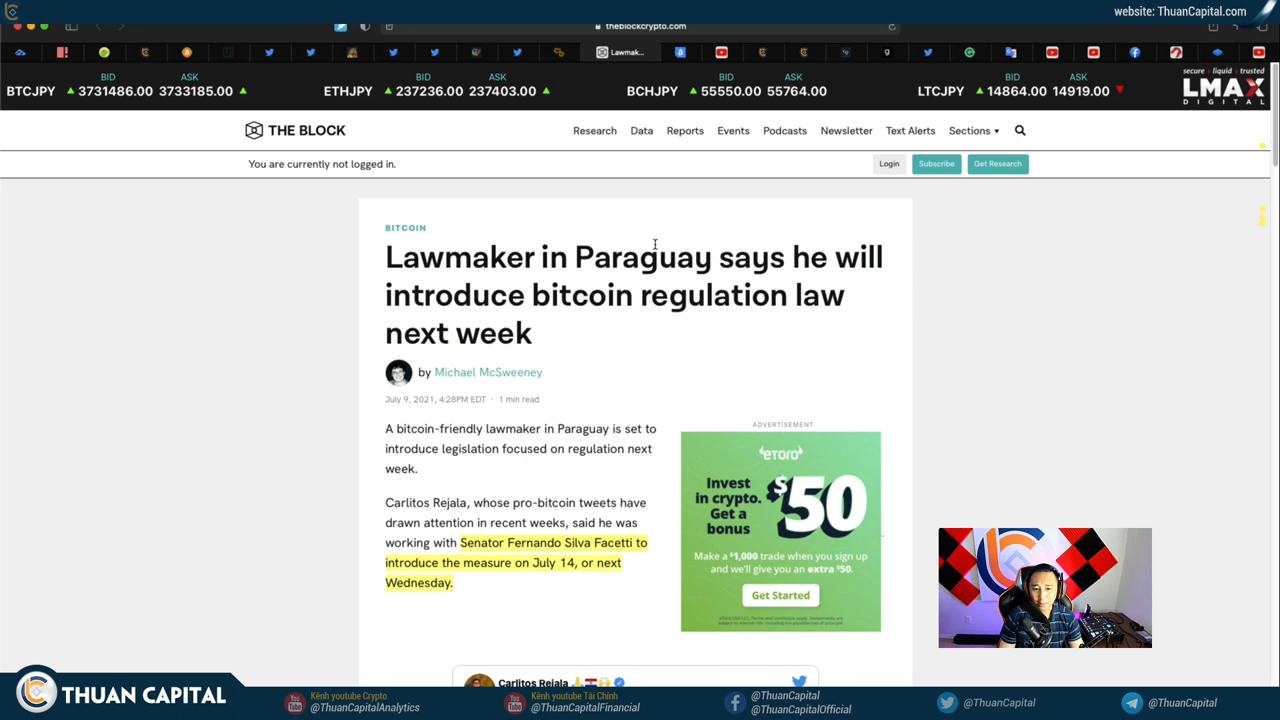 website: ThuanCapital.com
theblockcrypto.com
Lawmak...
BID ASK BID ASK BID ASK BID ASK
BTCJPY 3731486.00 3733185.00 ETHJPY 237236.00 237403.00 BCHJPY 55550.00 55764.00 LTCJPY 14864.00 14919.00
secure liquid trusted
LMAX
DIGITAL
THE BLOCK
Research Data Reports Events Podcasts Newsletter Text Alerts Sections
You are currently not logged in.
Login Subscribe Get Research
BITCOIN
Lawmaker in Paraguay says he will
introduce bitcoin regulation law
next week
by Michael McSweeney
July 9, 2021, 4:28PM EDT · 1 min read
A bitcoin-friendly lawmaker in Paraguay is set to
introduce legislation focused on regulation next
week.
Carlitos Rejala, whose pro-bitcoin tweets have
drawn attention in recent weeks, said he was
working with Senator Fernando Silva Facetti to
introduce the measure on July 14, or next
Wednesday.
ADVERTISEMENT
eToro
Invest
in crypto.
Get a
bonus
$50
Make a $1,000 trade when you sign up
and we'll give you an extra $50.
Get Started
Carlitos Rejala
THUAN CAPITAL
Kênh youtube Crypto
@ThuanCapitalAnalytics
Kênh youtube Tài Chính
@ThuanCapitalFinancial
@ThuanCapital
@ThuanCapitalOfficial
@ThuanCapital
@ThuanCapital